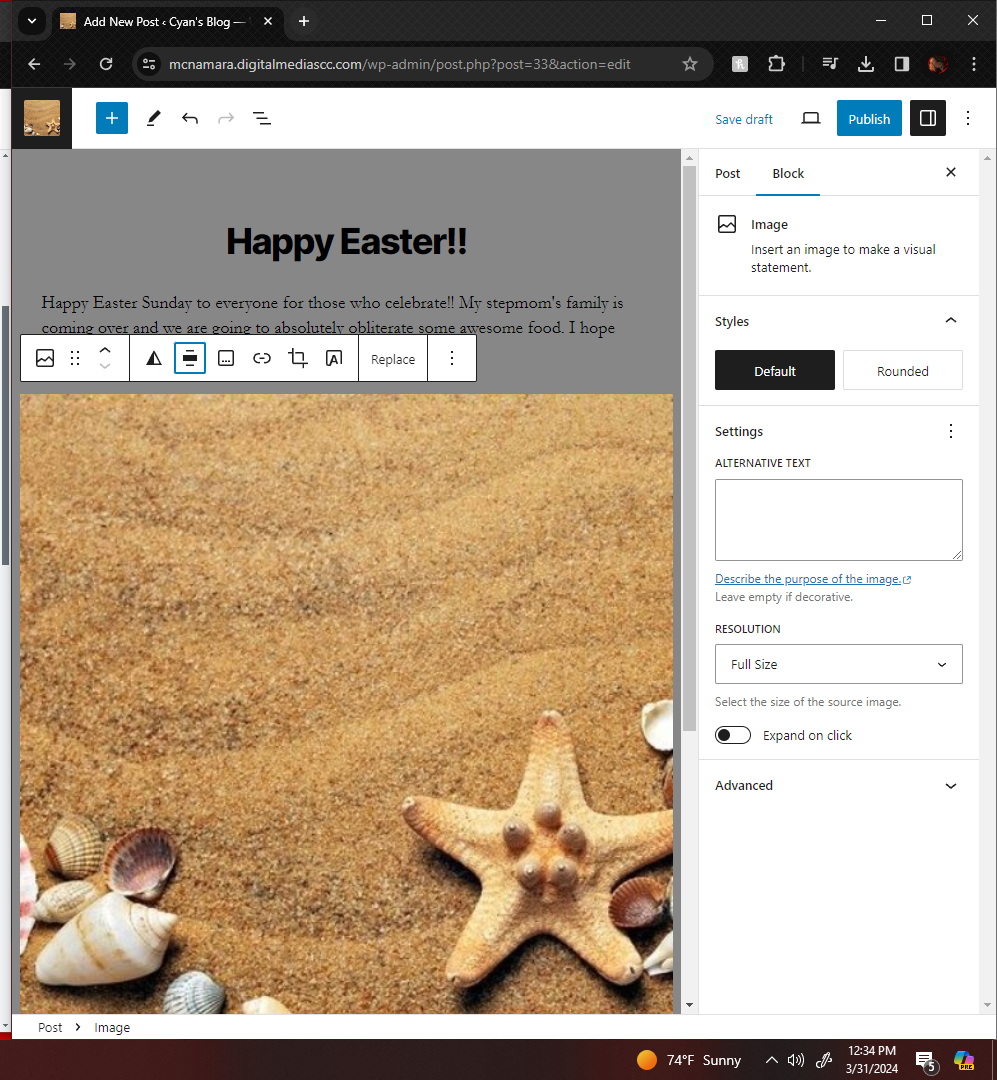 Add New Post ‹ Cyan's Blog —
mcnamara.digitalmediascc.com/wp-admin/post.php?post=33&action=edit
Save draft
Publish
Post
Block
Happy Easter!!
Happy Easter Sunday to everyone for those who celebrate!! My stepmom's family is
coming over and we are going to absolutely obliterate some awesome food. I hope
Replace
Image
Insert an image to make a visual
statement.
Styles
Default
Rounded
Settings
ALTERNATIVE TEXT
Describe the purpose of the image.
Leave empty if decorative.
RESOLUTION
Full Size
Select the size of the source image.
Expand on click
Advanced
Post
Image
74°F Sunny
12:34 PM
3/31/2024
5
PRE